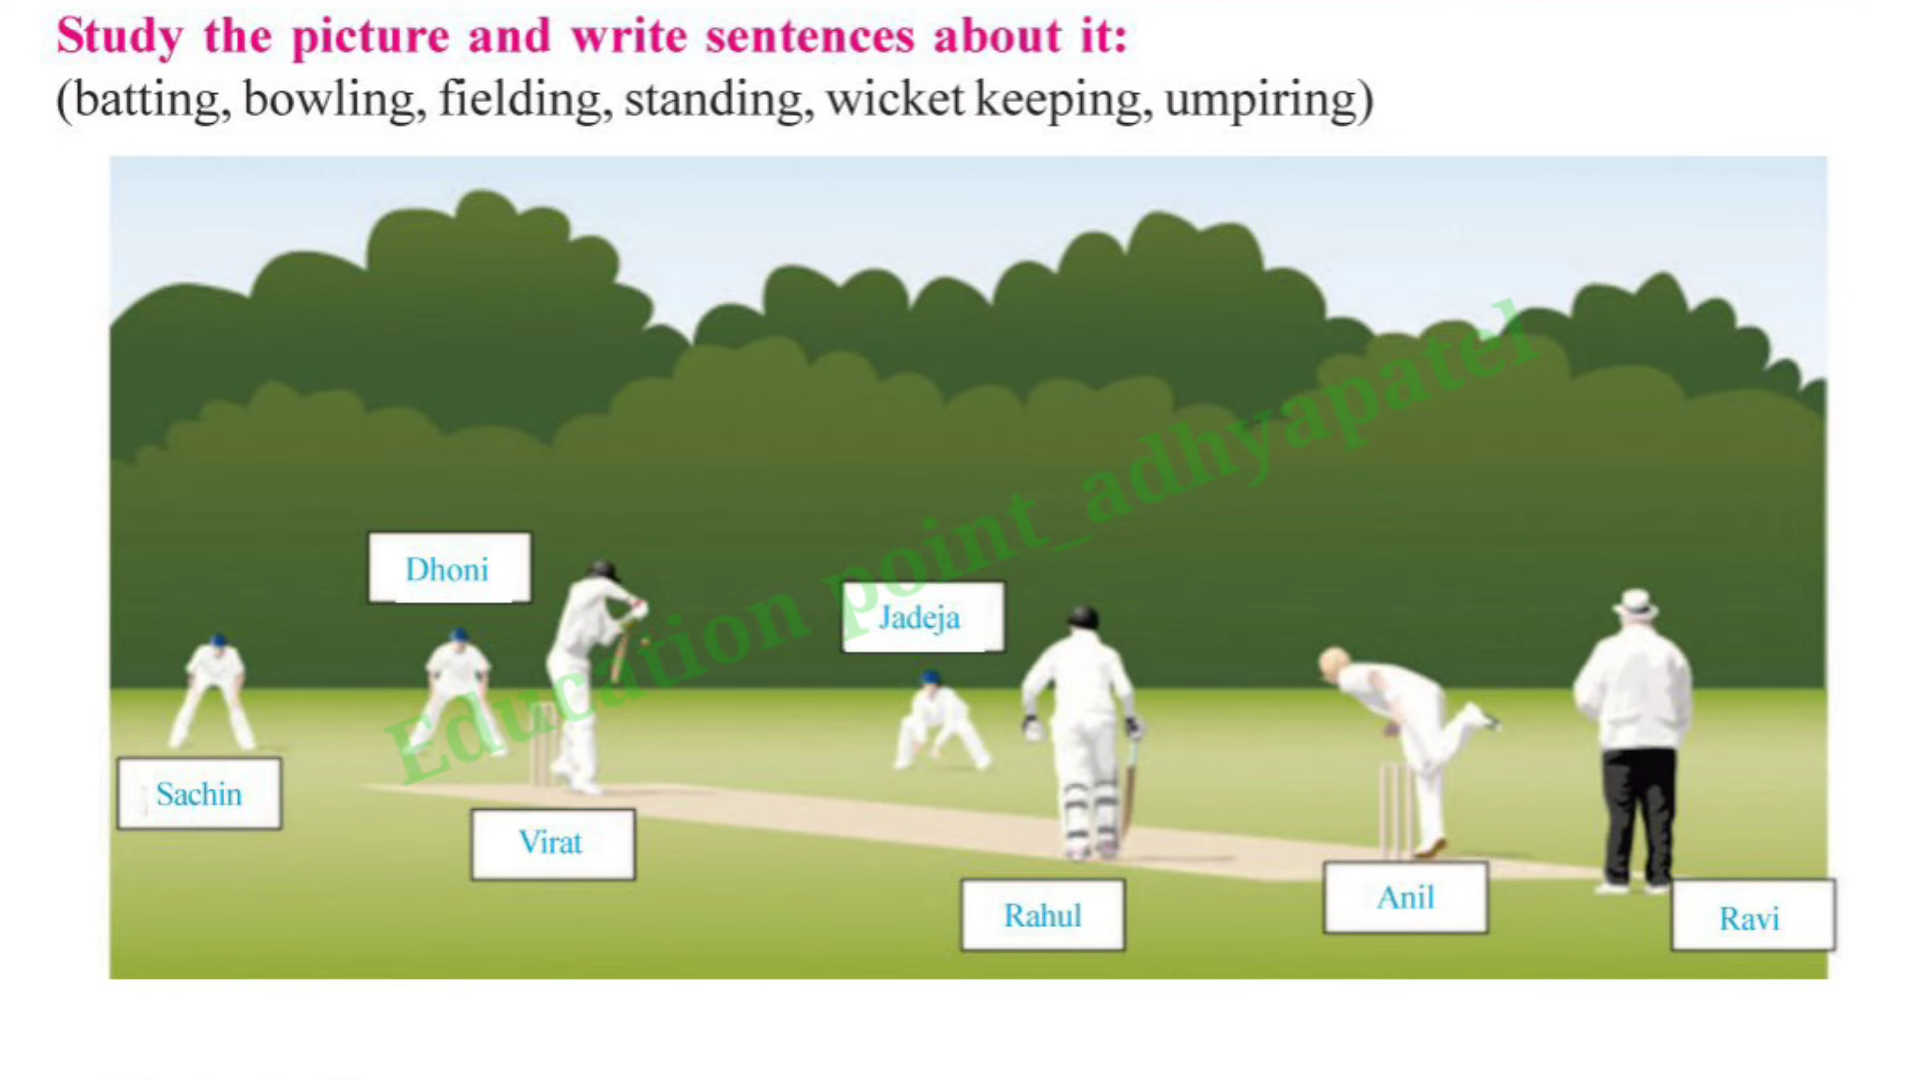 Study the picture and write sentences about it:
(batting, bowling, fielding, standing, wicket keeping, umpiring)
Dhoni
Jadeja
Sachin
Virat
Rahul
Anil
Ravi
Education point_adhyapatel